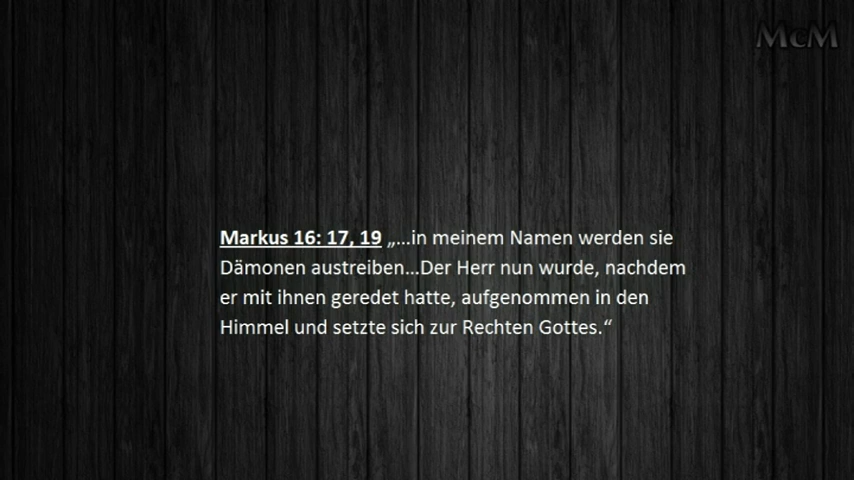 McM
Markus 16: 17, 19 „...in meinem Namen werden sie
Dämonen austreiben...Der Herr nun wurde, nachdem
er mit ihnen geredet hatte, aufgenommen in den
Himmel und setzte sich zur Rechten Gottes.“